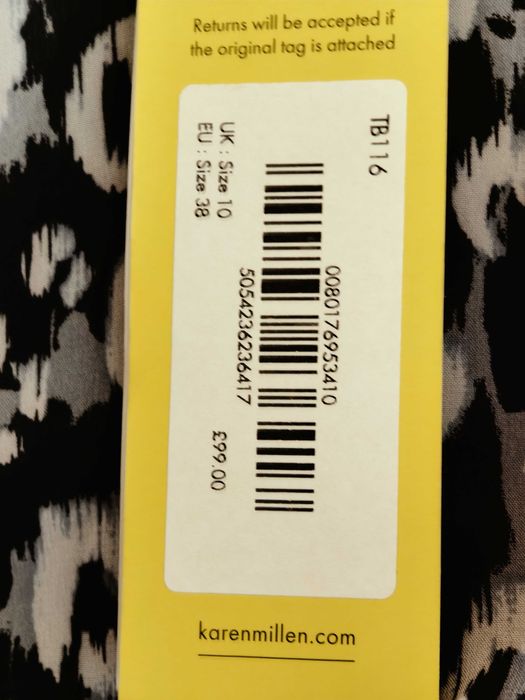 Returns will be accepted if
the original tag is attached
TB116
0080176953410
5054236236417
UK : Size 10
EU : Size 38
£99.00
karenmillen.com